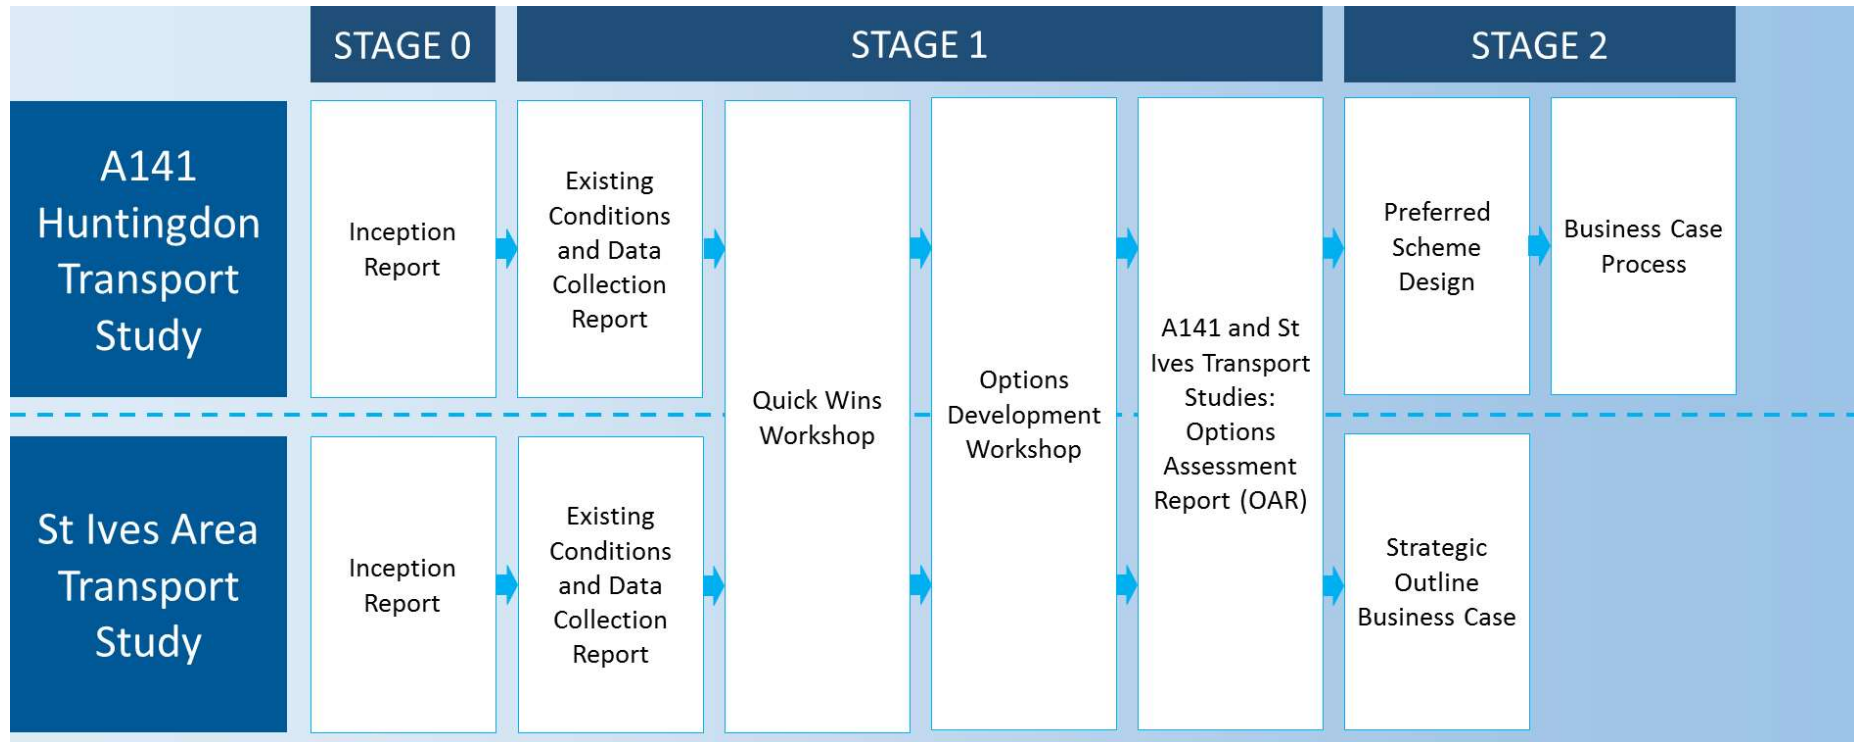 STAGE 0
STAGE 1
STAGE 2
A141
Huntingdon
Transport
Study
Inception
Report
Existing
Conditions
and Data
Collection
Report
Quick Wins
Workshop
Options
Development
Workshop
A141 and St
Ives Transport
Studies:
Options
Assessment
Report (OAR)
Preferred
Scheme
Design
Business Case
Process
St Ives Area
Transport
Study
Inception
Report
Existing
Conditions
and Data
Collection
Report
Strategic
Outline
Business Case